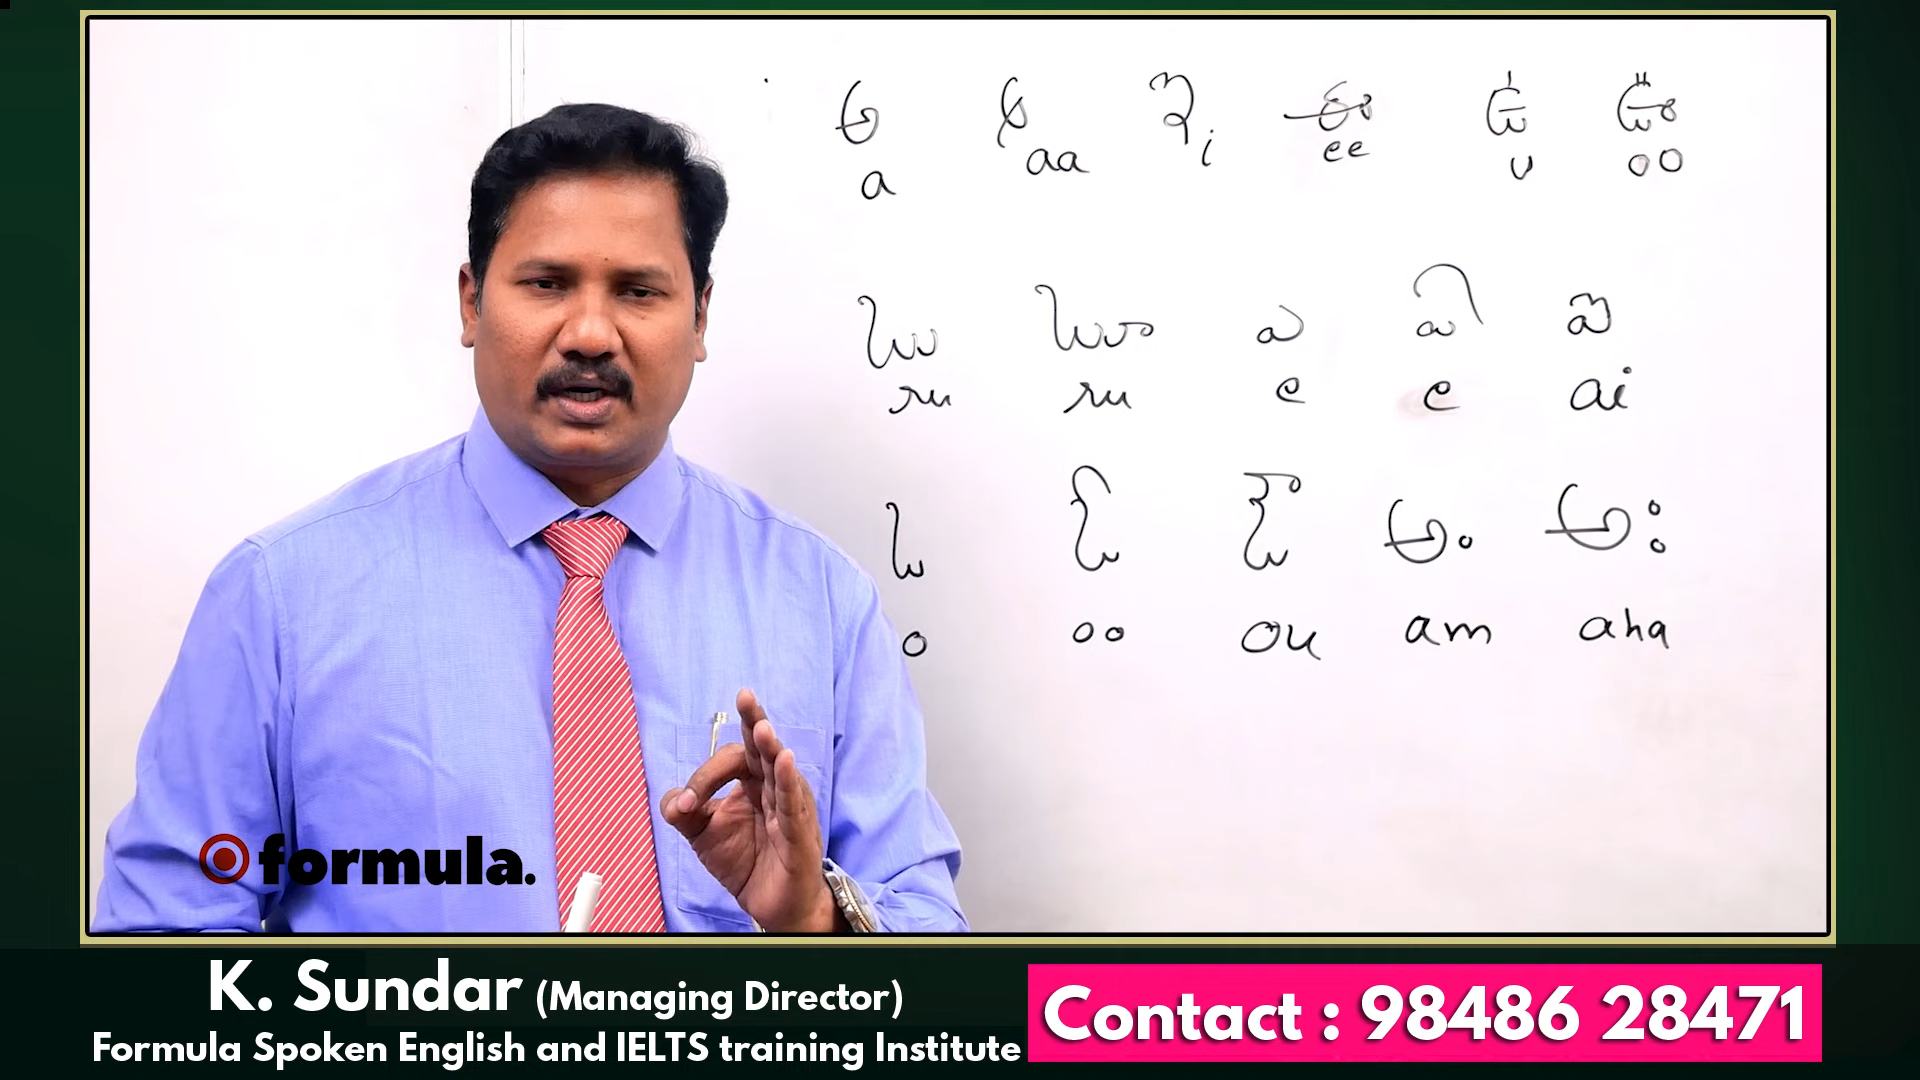 అ ఆ ఇ ఈ ఉ ఊ
a aa i ee u oo
ఋ ౠ ఎ ఏ ఐ
ru ru e e ai
ఒ ఓ ఔ అం అః
o oo ou am aha
formula.
K. Sundar (Managing Director)
Formula Spoken English and IELTS training Institute
Contact : 98486 28471